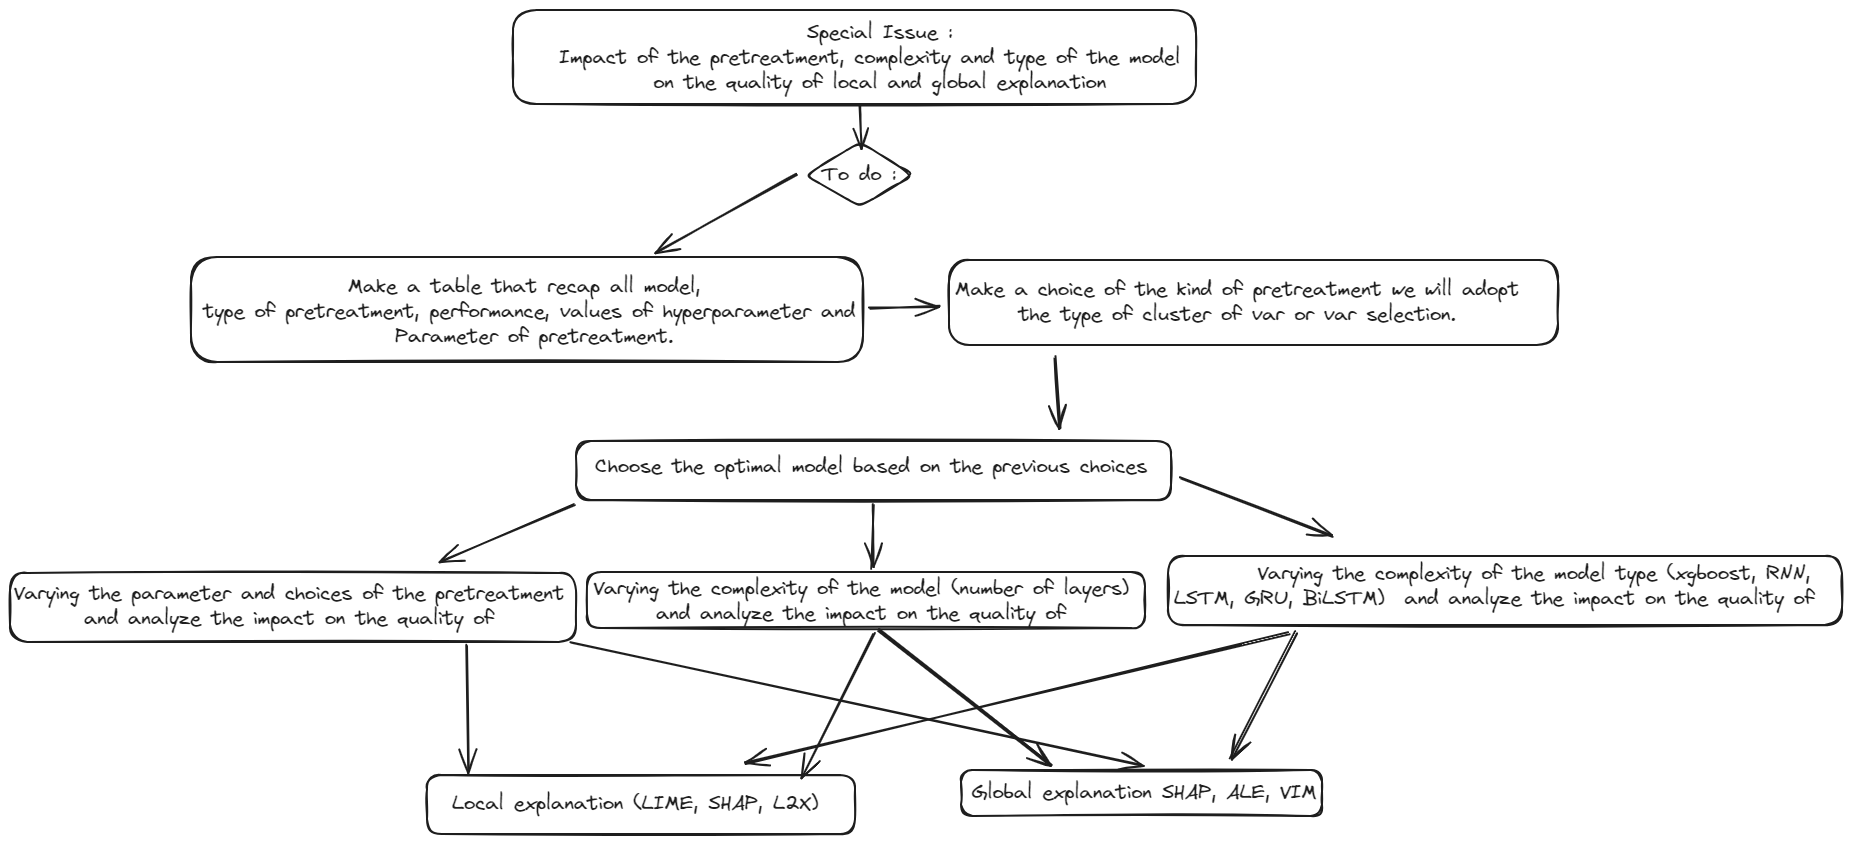 Special Issue :
Impact of the pretreatment, complexity and type of the model
on the quality of local and global explanation
To do :
Make a table that recap all model,
type of pretreatment, performance, values of hyperparameter and
Parameter of pretreatment.
Make a choice of the kind of pretreatment we will adopt
the type of cluster of var or var selection.
Choose the optimal model based on the previous choices
Varying the parameter and choices of the pretreatment
and analyze the impact on the quality of
Varying the complexity of the model (number of layers)
and analyze the impact on the quality of
Varying the complexity of the model type (xgboost, RNN,
LSTM, GRU, BiLSTM) and analyze the impact on the quality of
Local explanation (LIME, SHAP, L2X)
Global explanation SHAP, ALE, VIM